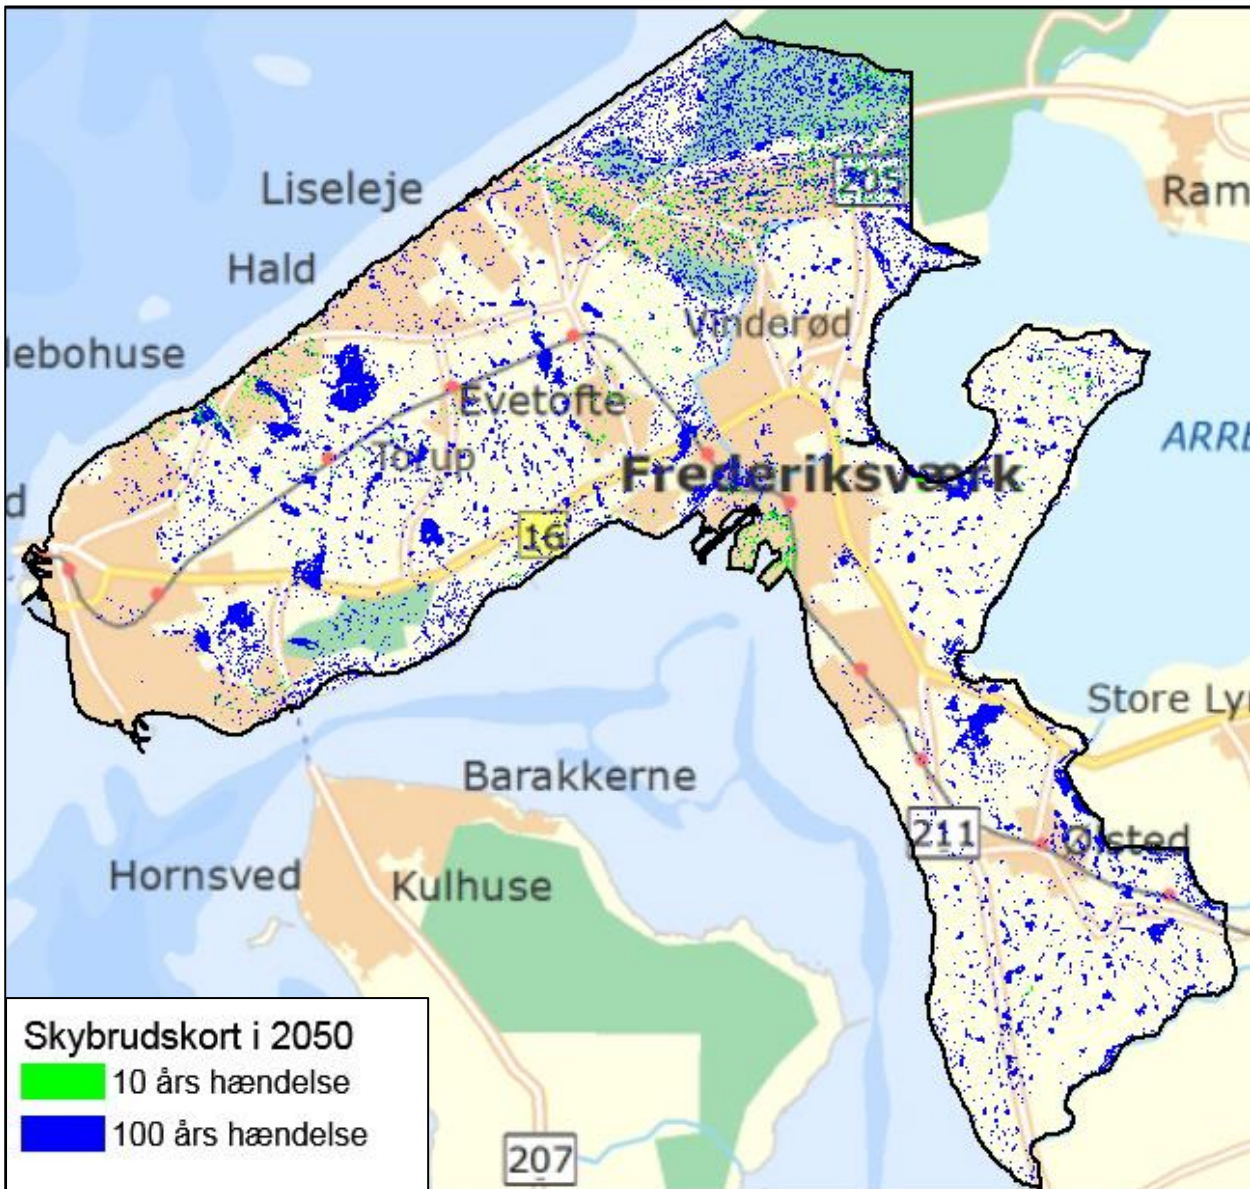 205
Liseleje
Ram
Hald
lebohuse
Vinderød
Evetofte
ARRE
Torup
Frederiksværk
d
16
Store Lyn
Barakkerne
211
Ølsted
Hornsved
Kulhuse
Skybrudskort i 2050
10 års hændelse
100 års hændelse
207